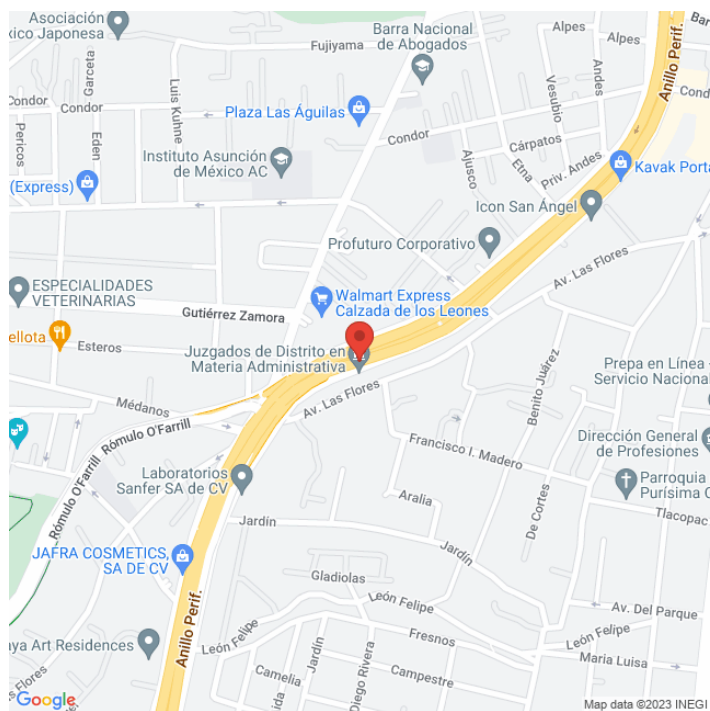 Asociación
xico Japonesa
Garceta
Fujiyama
Barra Nacional
de Abogados
Alpes
Alpes
Bar
Anillo Perif.
Luis Kuhne
Vesubio
Andes
Cond
Condor
Plaza Las Águilas
Condor
Cárpatos
Pericos
Eden
Ajusco
Etna
Priv. Andes
Instituto Asunción
de México AC
Kavak Porta
(Express)
Icon San Ángel
Profuturo Corporativo
Av. Las Flores
ESPECIALIDADES
VETERINARIAS
Walmart Express
Calzada de los Leones
Gutiérrez Zamora
ellota
Esteros
Juzgados de Distrito en
Materia Administrativa
Benito Juárez
Prepa en Línea -
Servicio Nacional
Médanos
Av. Las Flores
Rómulo O'Farrill
Rómulo O'Farrill
Francisco I. Madero
Dirección General
de Profesiones
Laboratorios
Sanfer SA de CV
Parroquia
Purísima C
Aralia
De Cortes
Tlacopac
Jardín
Jardín
JAFRA COSMETICS,
SA DE CV
Gladiolas
León Felipe
Av. Del Parque
Anillo Perif.
León Felipe
Fresnos
León Felipe
aya Art Residences
Jardín
Diego Rivera
Maria Luisa
Camelia
Campestre
s Flores
ida
Google
Map data ©2023 INEGI